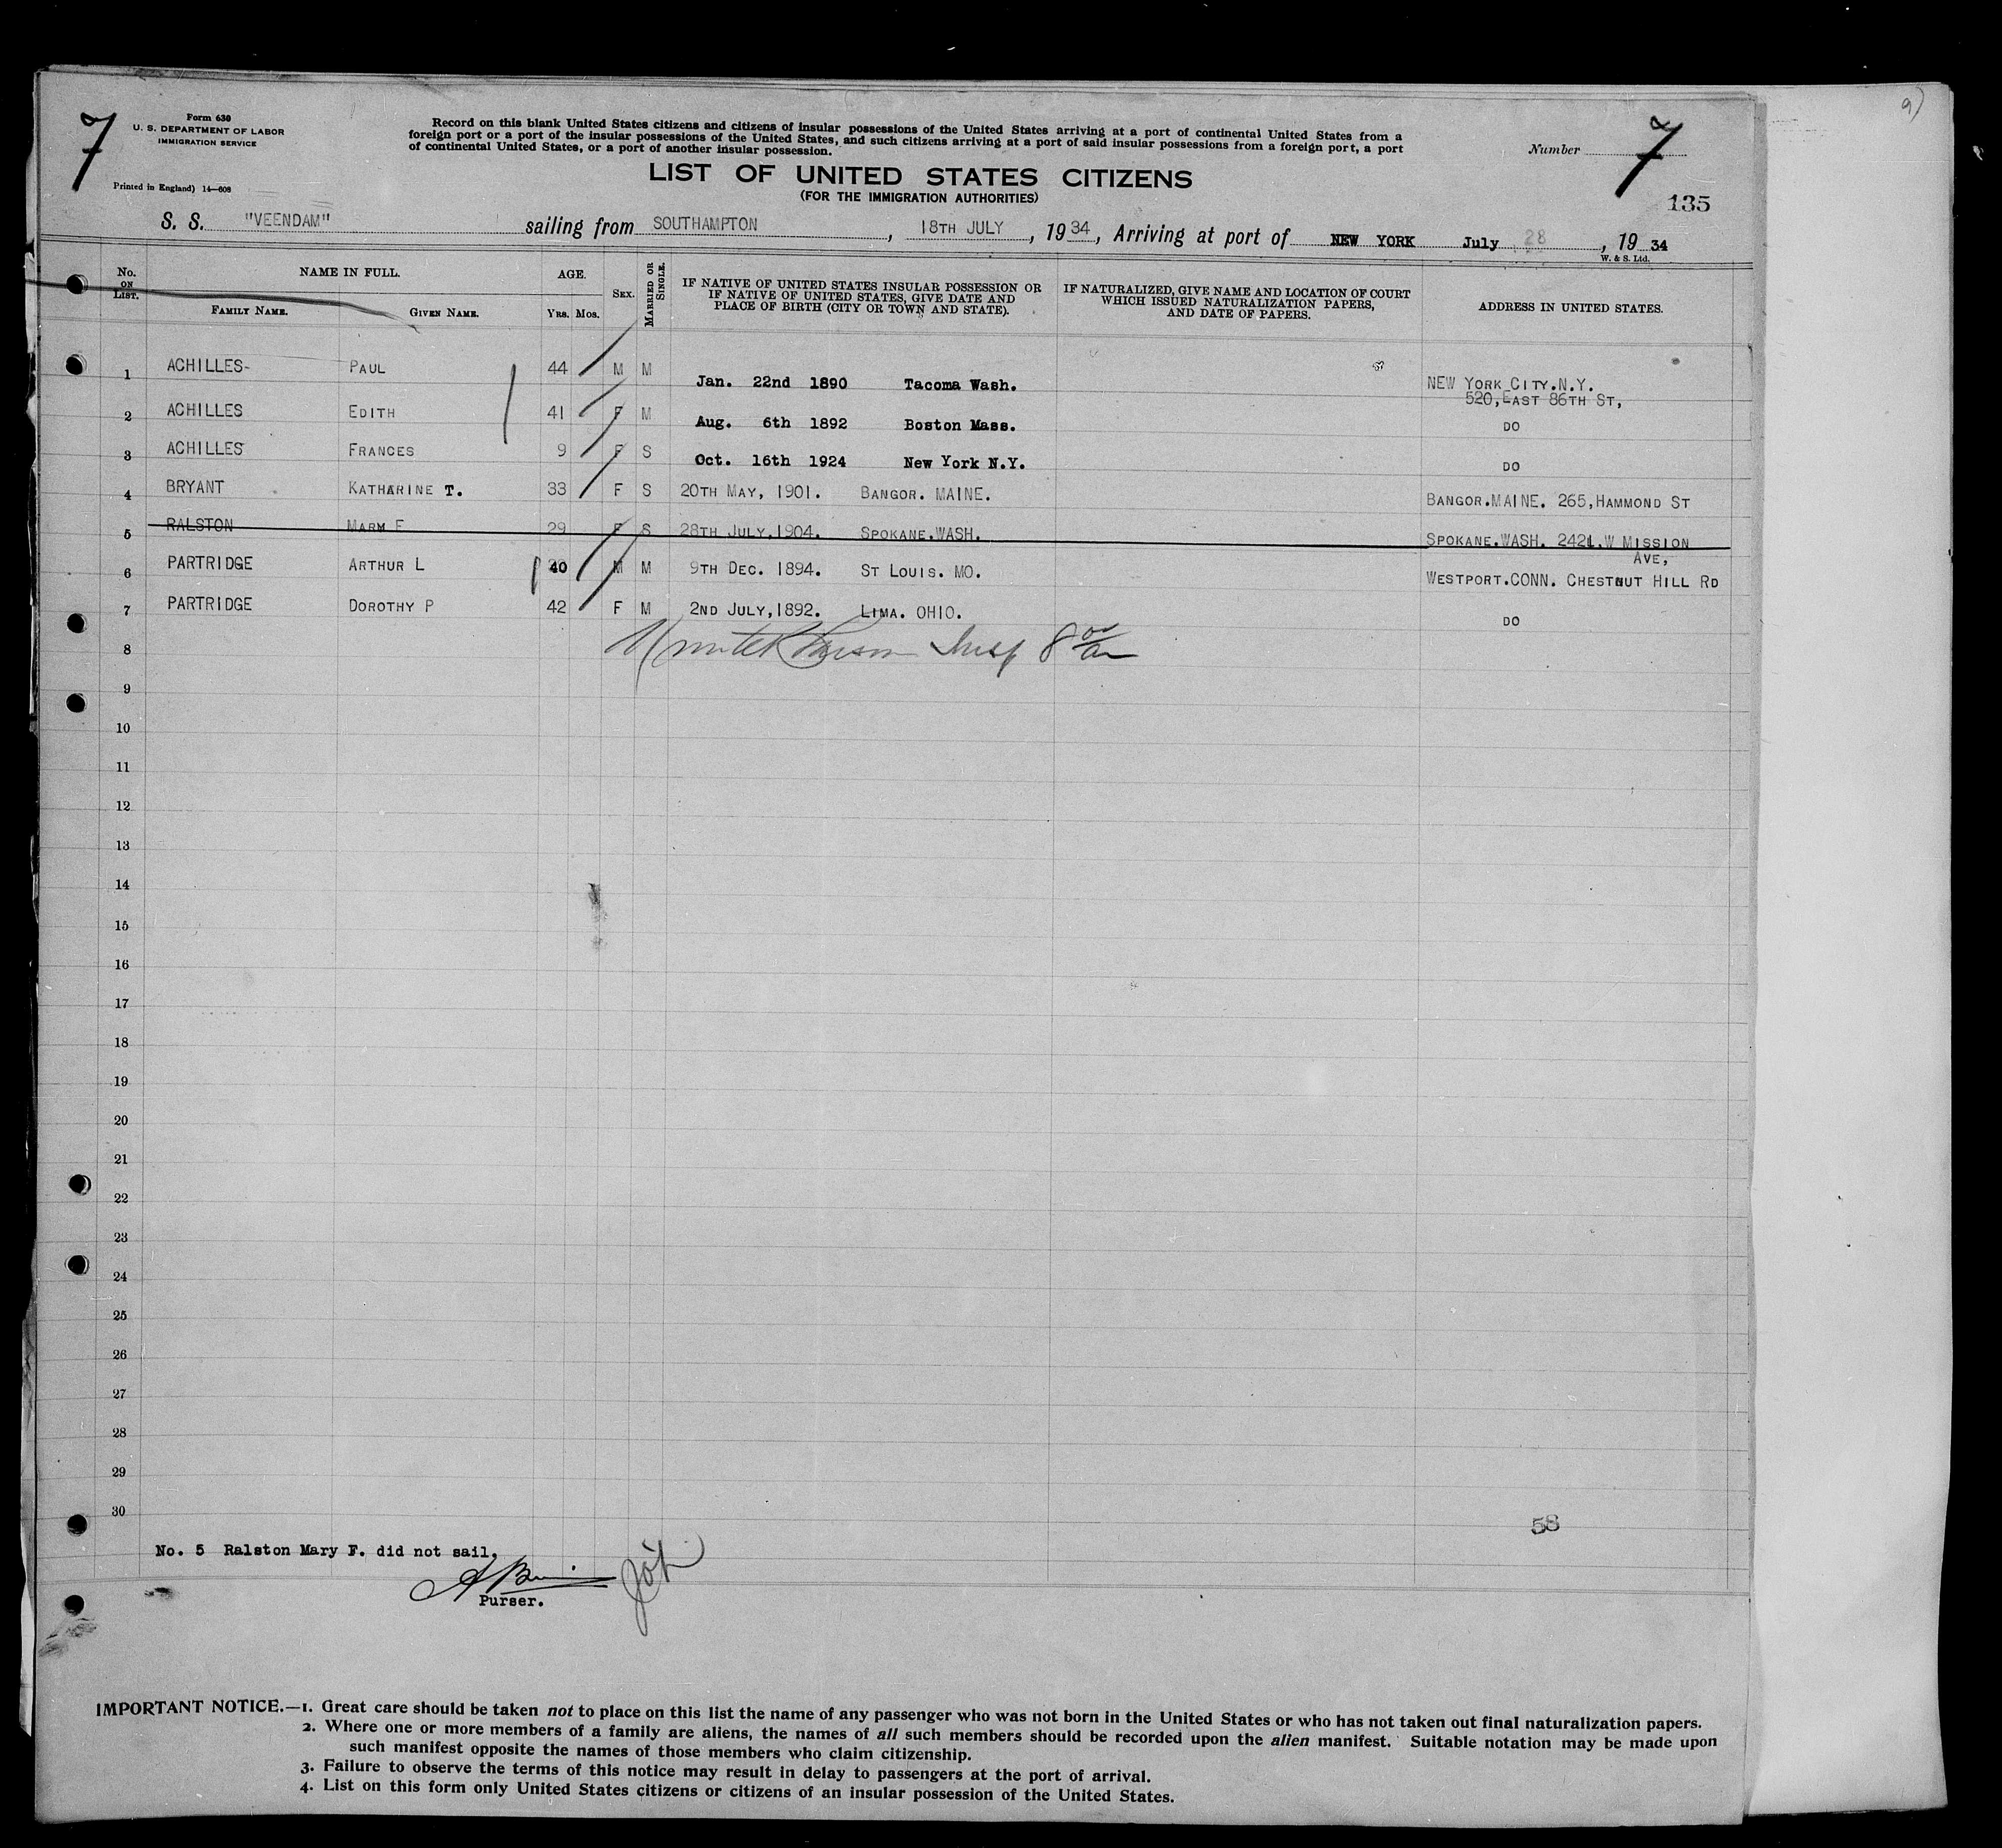 7
Form 630
U. S. DEPARTMENT OF LABOR
IMMIGRATION SERVICE
Printed in England) 14—608
Record on this blank United States citizens and citizens of insular possessions of the United States arriving at a port of continental United States from a
foreign port or a port of the insular possessions of the United States, and such citizens arriving at a port of said insular possessions from a foreign port, a port
of continental United States, or a port of another insular possession.
Number 7
LIST OF UNITED STATES CITIZENS
(FOR THE IMMIGRATION AUTHORITIES)
135
S. S. "VEENDAM" sailing from SOUTHAMPTON, 18TH JULY, 1934, Arriving at port of NEW YORK July 28, 19 34
W. & S. Ltd.
No. ON LIST. NAME IN FULL. FAMILY NAME. GIVEN NAME. AGE. YRS. MOS. SEX. MARRIED OR SINGLE. IF NATIVE OF UNITED STATES INSULAR POSSESSION OR IF NATIVE OF UNITED STATES, GIVE DATE AND PLACE OF BIRTH (CITY OR TOWN AND STATE). IF NATURALIZED, GIVE NAME AND LOCATION OF COURT WHICH ISSUED NATURALIZATION PAPERS, AND DATE OF PAPERS. ADDRESS IN UNITED STATES.
1 ACHILLES- PAUL 44 M M Jan. 22nd 1890 Tacoma Wash. NEW YORK CITY.N.Y.
520,EAST 86TH ST,
2 ACHILLES EDITH 41 F M Aug. 6th 1892 Boston Mass. DO
3 ACHILLES FRANCES 9 F S Oct. 16th 1924 New York N.Y. DO
4 BRYANT KATHARINE T. 33 F S 20TH MAY, 1901. BANGOR. MAINE. BANGOR.MAINE. 265,HAMMOND ST
5 RALSTON MARM F 29 F S 28TH JULY,1904. SPOKANE.WASH. SPOKANE.WASH. 2421.W MISSION
AVE,
6 PARTRIDGE ARTHUR L 40 M M 9TH DEC. 1894. ST LOUIS. MO. WESTPORT.CONN. CHESTNUT HILL RD
7 PARTRIDGE DOROTHY P 42 F M 2ND JULY,1892. LIMA. OHIO. DO
8 Insp 8
9
10
11
12
13
14
15
16
17
18
19
20
21
22
23
24
25
26
27
28
29
30
58
No. 5 Ralston Mary F. did not sail.
Purser.
IMPORTANT NOTICE.—1. Great care should be taken not to place on this list the name of any passenger who was not born in the United States or who has not taken out final naturalization papers.
2. Where one or more members of a family are aliens, the names of all such members should be recorded upon the alien manifest. Suitable notation may be made upon
such manifest opposite the names of those members who claim citizenship.
3. Failure to observe the terms of this notice may result in delay to passengers at the port of arrival.
4. List on this form only United States citizens or citizens of an insular possession of the United States.